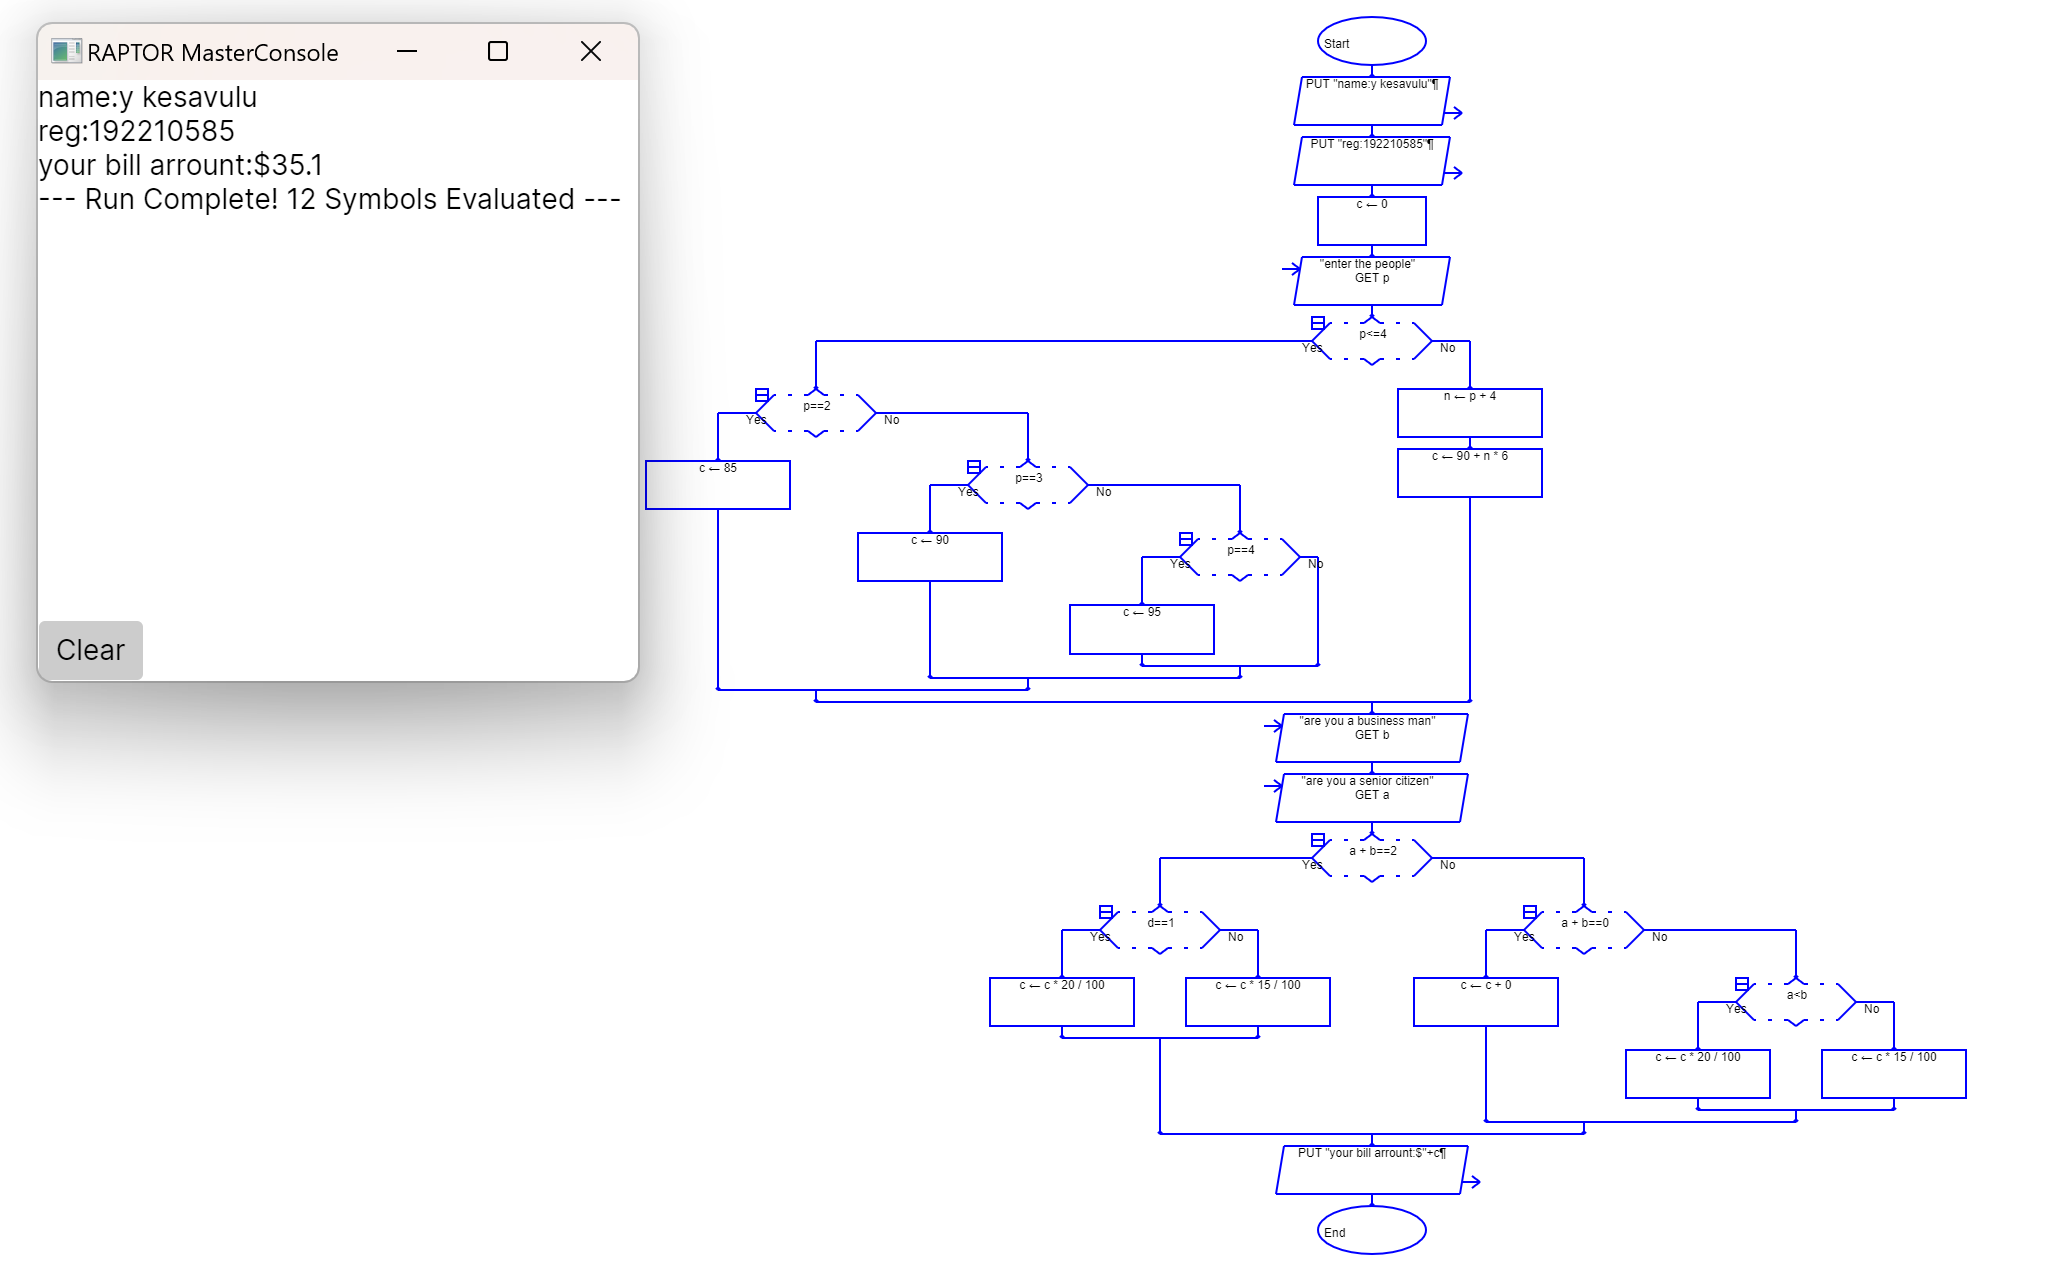 RAPTOR MasterConsole
name:y kesavulu
reg:192210585
your bill arrount:$35.1
--- Run Complete! 12 Symbols Evaluated ---
Clear
Start
PUT "name:y kesavulu"¶
PUT "reg:192210585"¶
c ← 0
"enter the people"
GET p
p<=4
Yes
No
p==2
Yes
No
n ← p + 4
c ← 90 + n * 6
c ← 85
p==3
Yes
No
c ← 90
p==4
Yes
No
c ← 95
"are you a business man"
GET b
"are you a senior citizen"
GET a
a + b==2
Yes
No
d==1
Yes
No
a + b==0
Yes
No
c ← c * 20 / 100
c ← c * 15 / 100
c ← c + 0
a<b
Yes
No
c ← c * 20 / 100
c ← c * 15 / 100
PUT "your bill arrount:$"+c¶
End